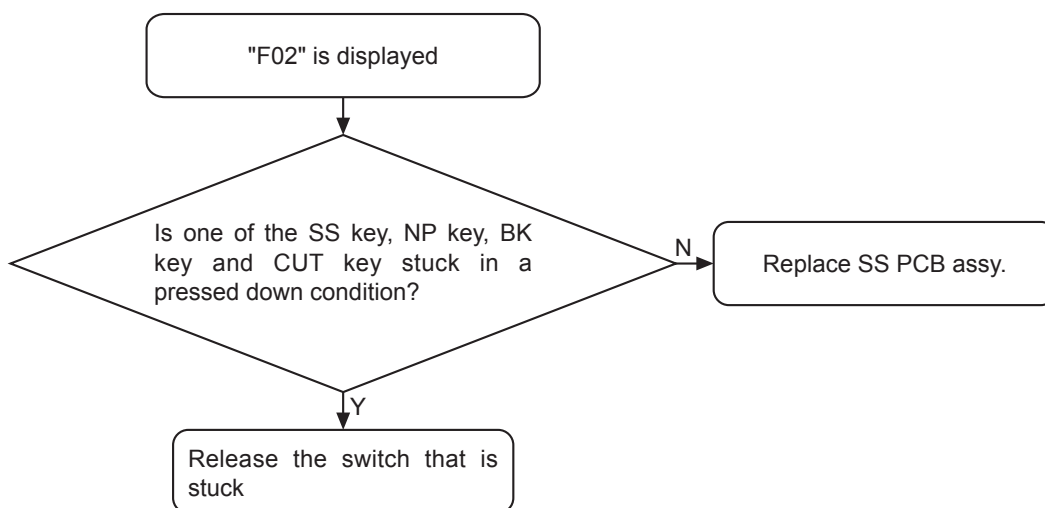 "F02" is displayed
Is one of the SS key, NP key, BK
key and CUT key stuck in a
pressed down condition?
N
Replace SS PCB assy.
Y
Release the switch that is
stuck